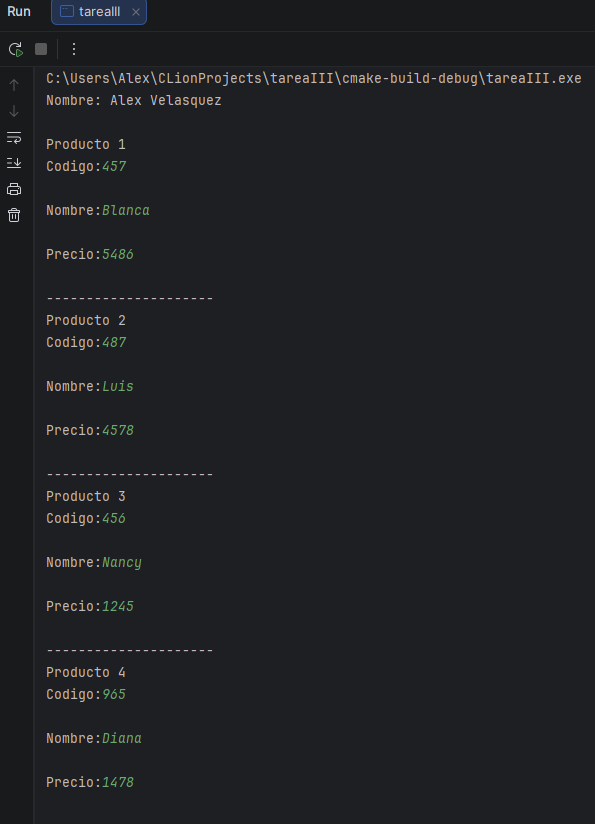 Run tareaIII
C:\Users\Alex\CLionProjects\tareaIII\cmake-build-debug\tareaIII.exe
Nombre: Alex Velasquez
Producto 1
Codigo:457
Nombre:Blanca
Precio:5486
---------------------
Producto 2
Codigo:487
Nombre:Luis
Precio:4578
---------------------
Producto 3
Codigo:456
Nombre:Nancy
Precio:1245
---------------------
Producto 4
Codigo:965
Nombre:Diana
Precio:1478